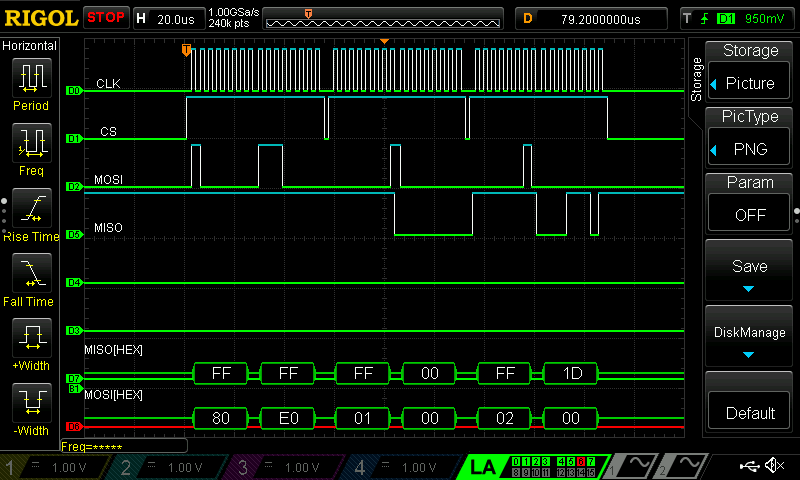 RIGOL STOP H 20.0us 1.00GSa/s 240k pts T D 79.2000000us T D1 950mV
Horizontal
Period
Freq
Rise Time
Fall Time
+Width
-Width
T
D0 CLK
D1 CS
D2 MOSI
D5 MISO
D4
D3
MISO[HEX]
D7 FF FF FF 00 FF 1D
B1 MOSI[HEX]
D6 80 E0 01 00 02 00
Freq=*****
Storage
Storage
Picture
PicType
PNG
Param
OFF
Save
DiskManage
Default
1 1.00 V 2 1.00 V 3 1.00 V 4 1.00 V LA 0 1 2 3 4 5 6 7 1 2
8 9 10 11 12 13 14 15